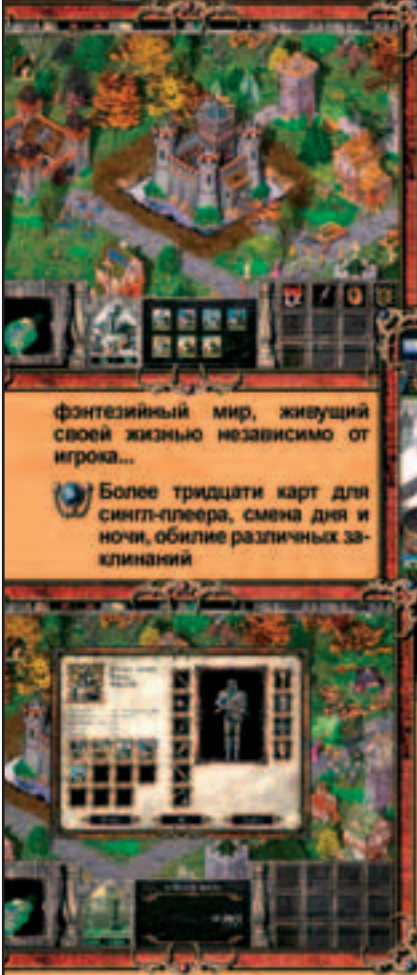 фэнтезийный мир, живущий
своей жизнью независимо от
игрока...
Более тридцати карт для
сингл-плеера, смена дня и
ночи, обилие различных за-
клинаний